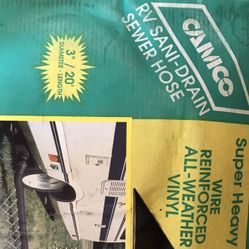 CAMCO
RV SANI-DRAIN
SEWER HOSE
3" / 20'
DIAMETER - LENGTH
Super Heavy
WIRE
REINFORCED
ALL-WEATHER
VINYL